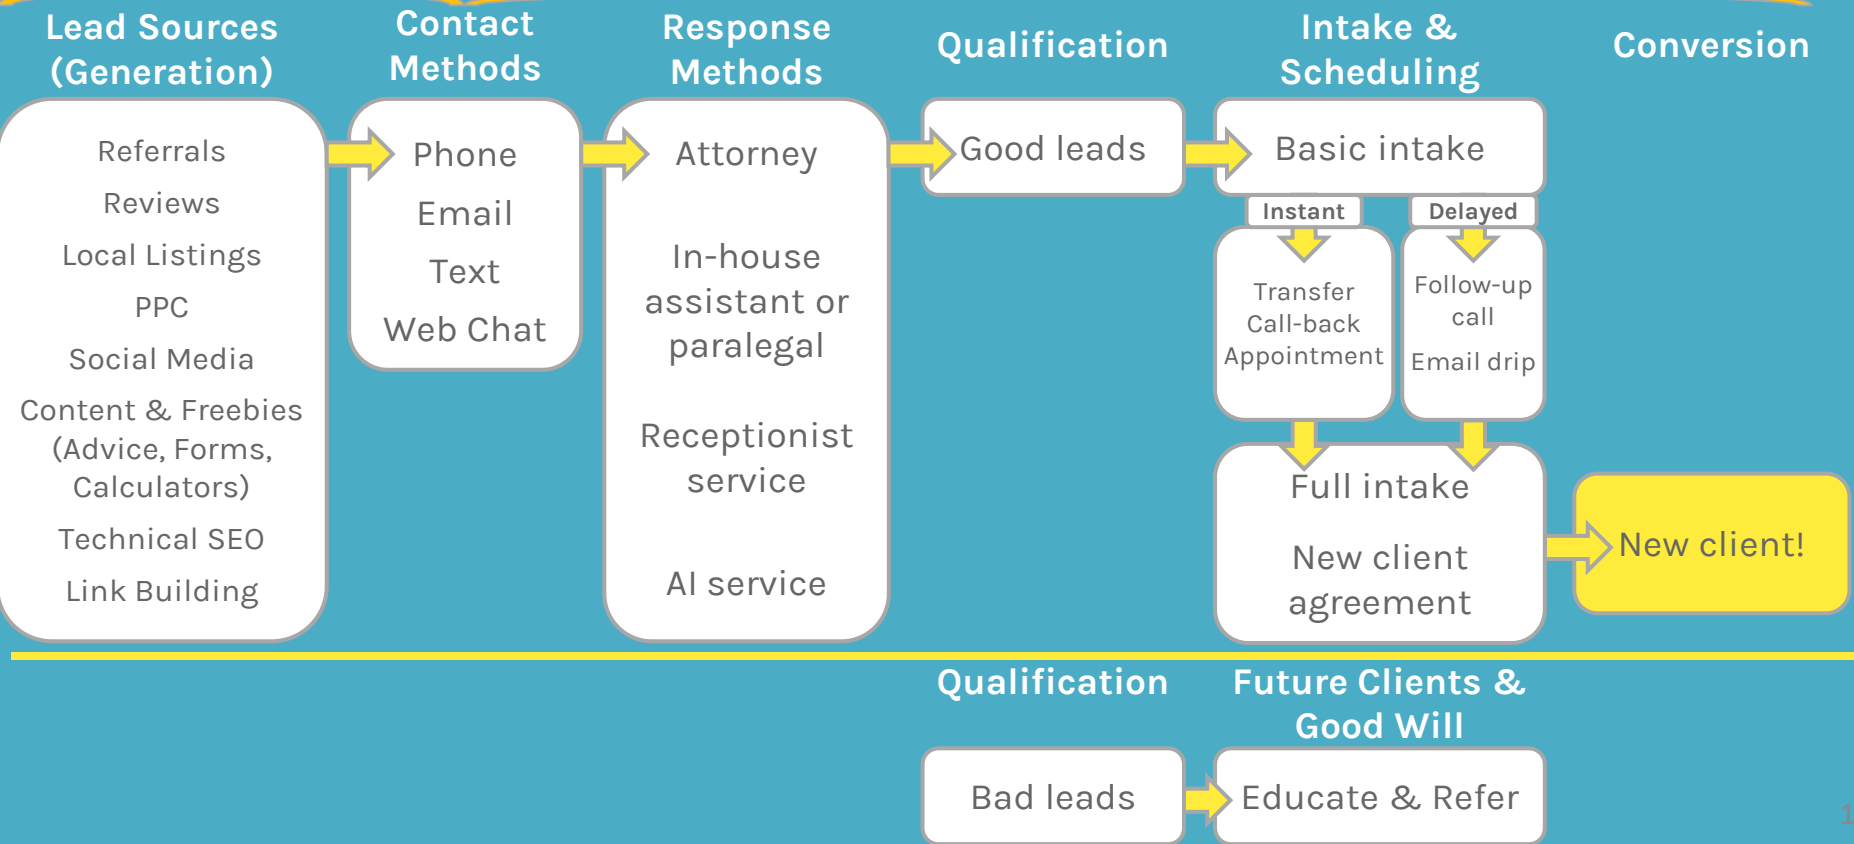 Lead Sources
(Generation)
Referrals
Reviews
Local Listings
PPC
Social Media
Content & Freebies
(Advice, Forms,
Calculators)
Technical SEO
Link Building
Contact
Methods
Phone
Email
Text
Web Chat
Response
Methods
Attorney
In-house
assistant or
paralegal
Receptionist
service
AI service
Qualification
Good leads
Intake &
Scheduling
Basic intake
Instant
Transfer
Call-back
Appointment
Delayed
Follow-up
call
Email drip
Full intake
New client
agreement
Conversion
New client!
Qualification
Bad leads
Future Clients &
Good Will
Educate & Refer
1